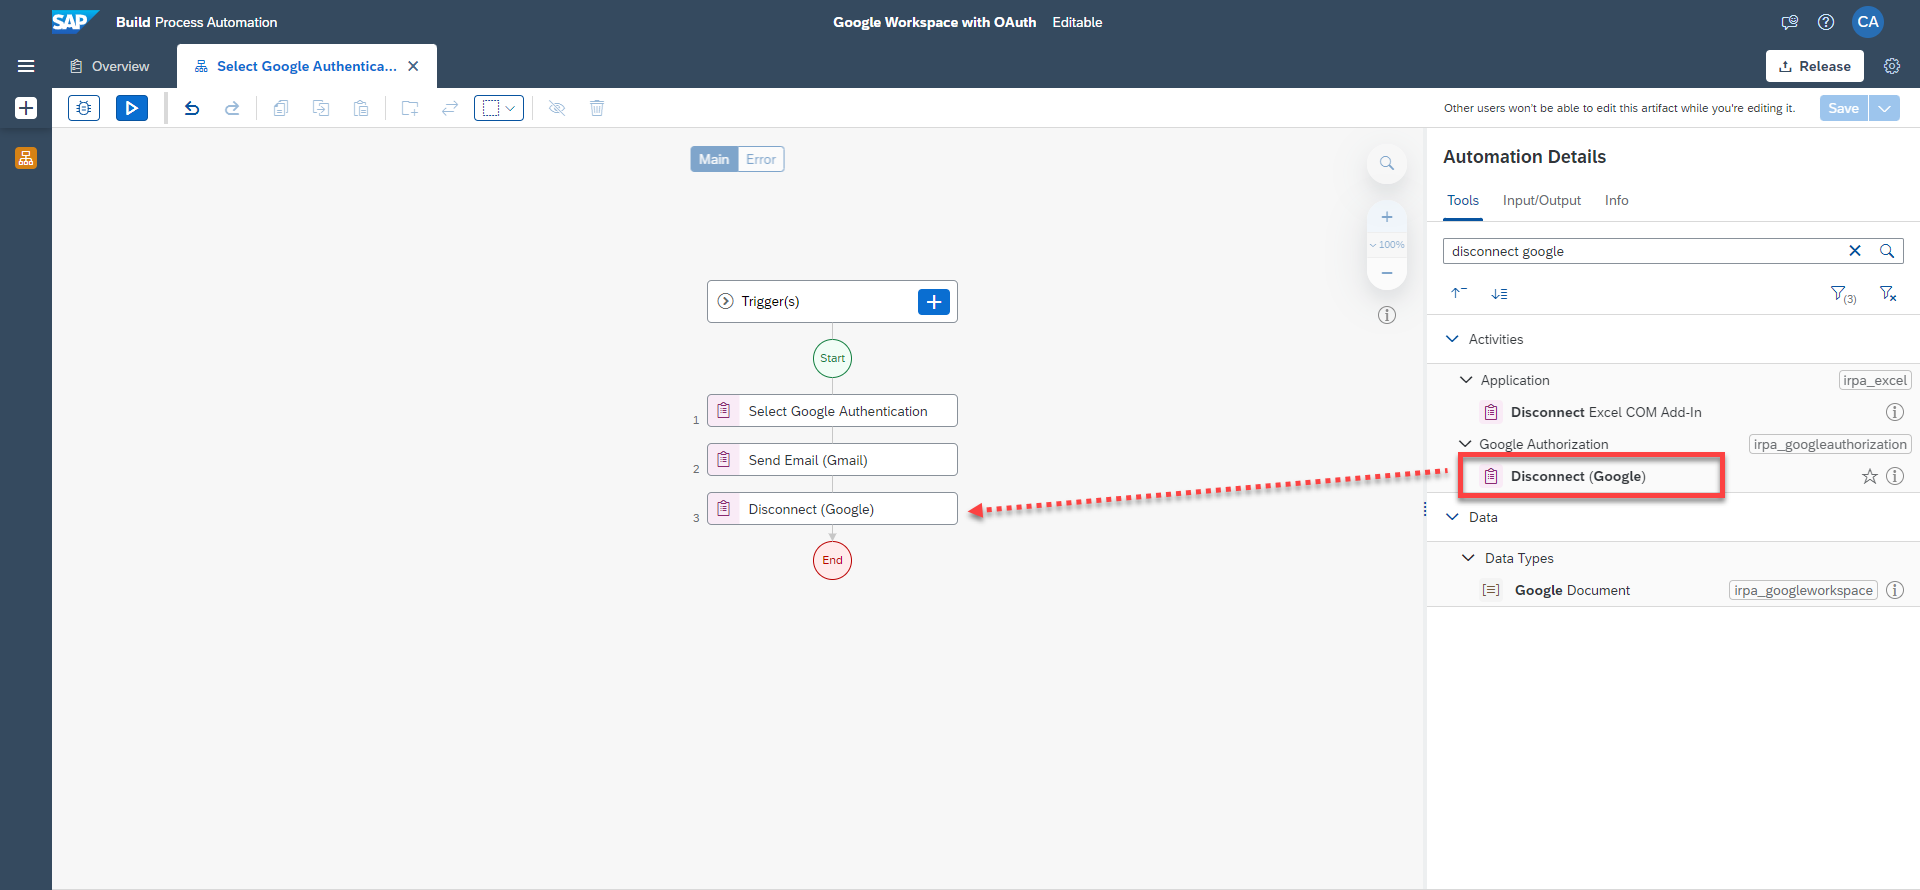 SAP Build Process Automation
Google Workspace with OAuth Editable
CA
Overview
Select Google Authentica...
Release
Other users won't be able to edit this artifact while you're editing it.
Save
Main Error
100%
Trigger(s)
Start
1 Select Google Authentication
2 Send Email (Gmail)
3 Disconnect (Google)
End
Automation Details
Tools Input/Output Info
disconnect google
(3)
Activities
Application irpa_excel
Disconnect Excel COM Add-In
Google Authorization irpa_googleauthorization
Disconnect (Google)
Data
Data Types
Google Document irpa_googleworkspace